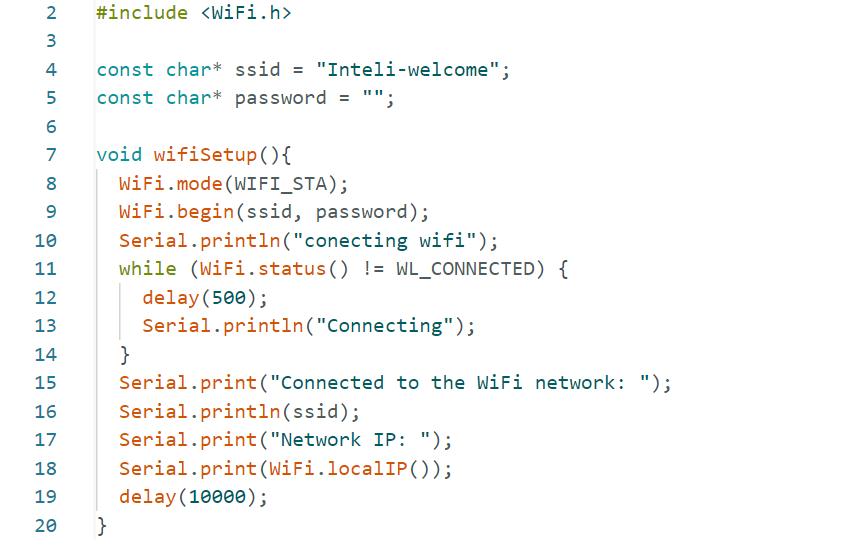 2 #include <WiFi.h>
3
4 const char* ssid = "Inteli-welcome";
5 const char* password = "";
6
7 void wifiSetup(){
8   WiFi.mode(WIFI_STA);
9   WiFi.begin(ssid, password);
10   Serial.println("conecting wifi");
11   while (WiFi.status() != WL_CONNECTED) {
12     delay(500);
13     Serial.println("Connecting");
14   }
15   Serial.print("Connected to the WiFi network: ");
16   Serial.println(ssid);
17   Serial.print("Network IP: ");
18   Serial.print(WiFi.localIP());
19   delay(10000);
20 }